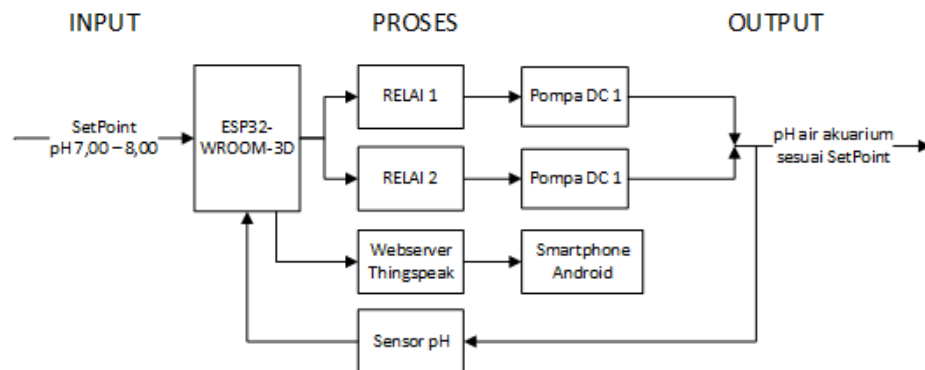 INPUT
PROSES
OUTPUT
SetPoint
pH 7,00 – 8,00
ESP32-
WROOM-3D
RELAI 1
Pompa DC 1
pH air akuarium
sesuai SetPoint
RELAI 2
Pompa DC 1
Webserver
Thingspeak
Smartphone
Android
Sensor pH